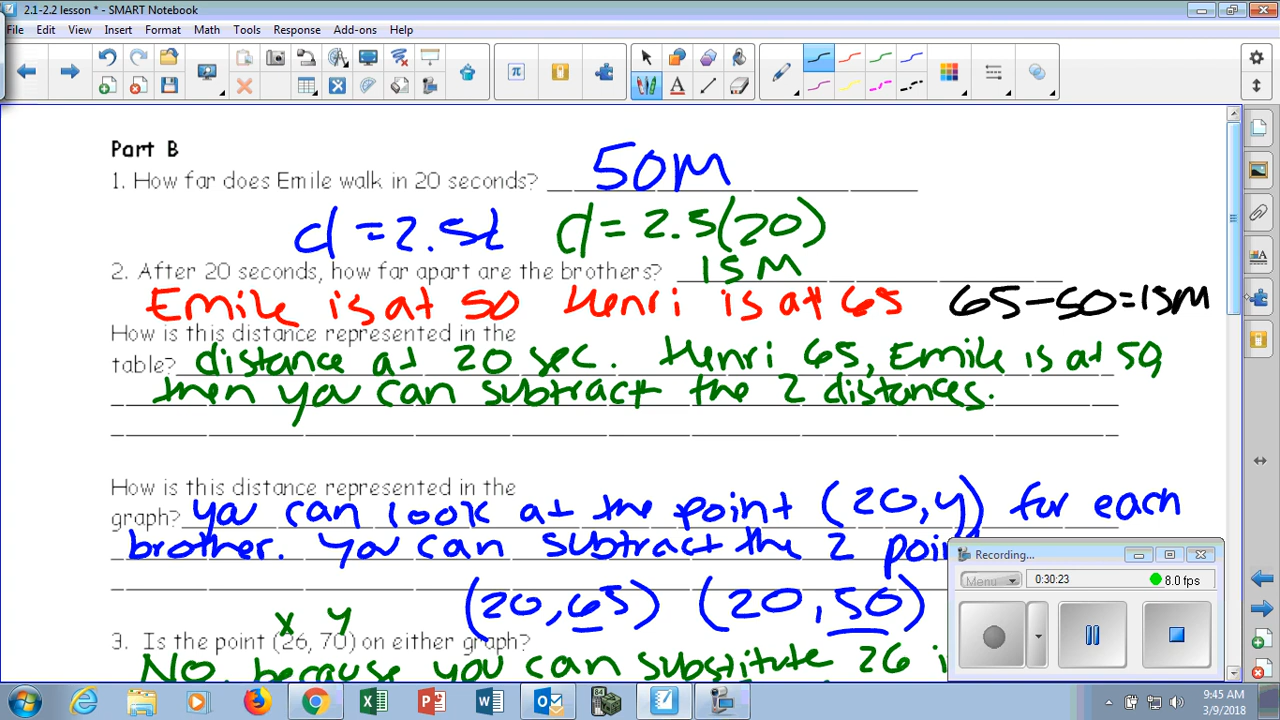 2.1-2.2 lesson * - SMART Notebook
File Edit View Insert Format Math Tools Response Add-ons Help
Part B
50M
1. How far does Emile walk in 20 seconds?
d = 2.5t d = 2.5(20)
15M
2. After 20 seconds, how far apart are the brothers?
Emile is at 50 Henri is at 65 65-50=15M
How is this distance represented in the
table? distance at 20 sec. Henri 65, Emile is at 50,
then you can subtract the 2 distances.
How is this distance represented in the
graph? you can look at the point (20,y) for each
brother. You can subtract the 2
(20,65) (20,50)
x y
3. Is the point (26, 70) on either graph?
No, because you can substitute 26
Recording...
Menu
0:30:23
8.0 fps
9:45 AM
3/9/2018